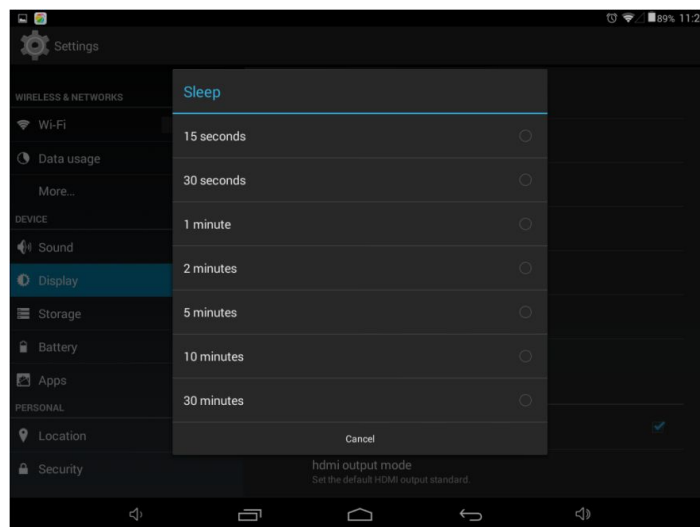 89% 11:2
Settings
WIRELESS & NETWORKS
Wi-Fi
Data usage
More...
DEVICE
Sound
Display
Storage
Battery
Apps
PERSONAL
Location
Security
Sleep
15 seconds
30 seconds
1 minute
2 minutes
5 minutes
10 minutes
30 minutes
Cancel
hdmi output mode
Set the default HDMI output standard.